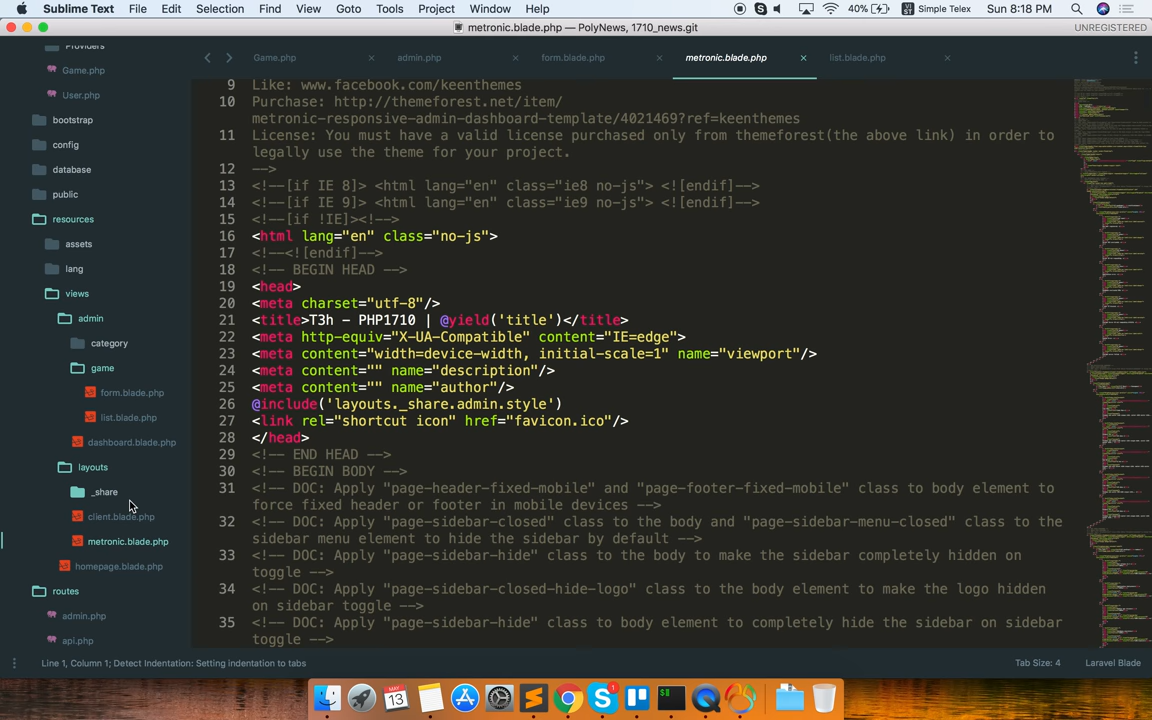 Sublime Text File Edit Selection Find View Goto Tools Project Window Help 40% VI ST Simple Telex Sun 8:18 PM
metronic.blade.php — PolyNews, 1710_news.git UNREGISTERED
Providers
Game.php
User.php
bootstrap
config
database
public
resources
assets
lang
views
admin
category
game
form.blade.php
list.blade.php
dashboard.blade.php
layouts
_share
client.blade.php
metronic.blade.php
homepage.blade.php
routes
admin.php
api.php
Game.php × admin.php × form.blade.php × metronic.blade.php × list.blade.php ×
9 Like: www.facebook.com/keenthemes
10 Purchase: http://themeforest.net/item/
metronic-responsive-admin-dashboard-template/4021469?ref=keenthemes
11 License: You must have a valid license purchased only from themeforest(the above link) in order to
legally use the theme for your project.
12 -->
13 <!--[if IE 8]> <html lang="en" class="ie8 no-js"> <![endif]-->
14 <!--[if IE 9]> <html lang="en" class="ie9 no-js"> <![endif]-->
15 <!--[if !IE]><!-->
16 <html lang="en" class="no-js">
17 <!--<![endif]-->
18 <!-- BEGIN HEAD -->
19 <head>
20 <meta charset="utf-8"/>
21 <title>T3h - PHP1710 | @yield('title')</title>
22 <meta http-equiv="X-UA-Compatible" content="IE=edge">
23 <meta content="width=device-width, initial-scale=1" name="viewport"/>
24 <meta content="" name="description"/>
25 <meta content="" name="author"/>
26 @include('layouts._share.admin.style')
27 <link rel="shortcut icon" href="favicon.ico"/>
28 </head>
29 <!-- END HEAD -->
30 <!-- BEGIN BODY -->
31 <!-- DOC: Apply "page-header-fixed-mobile" and "page-footer-fixed-mobile" class to body element to
force fixed header or footer in mobile devices -->
32 <!-- DOC: Apply "page-sidebar-closed" class to the body and "page-sidebar-menu-closed" class to the
sidebar menu element to hide the sidebar by default -->
33 <!-- DOC: Apply "page-sidebar-hide" class to the body to make the sidebar completely hidden on
toggle -->
34 <!-- DOC: Apply "page-sidebar-closed-hide-logo" class to the body element to make the logo hidden
on sidebar toggle -->
35 <!-- DOC: Apply "page-sidebar-hide" class to body element to completely hide the sidebar on sidebar
toggle -->
Line 1, Column 1; Detect Indentation: Setting indentation to tabs Tab Size: 4 Laravel Blade
MAY 13
1
$$